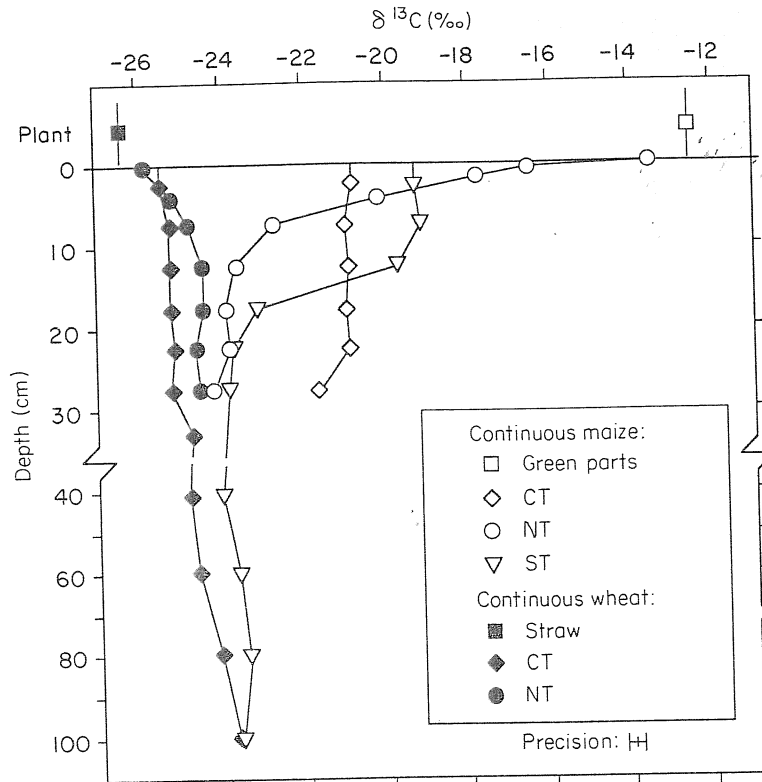 δ ¹³C (‰)
-26 -24 -22 -20 -18 -16 -14 -12
Plant
0
10
20
30
40
60
80
100
Depth (cm)
Continuous maize:
Green parts
CT
NT
ST
Continuous wheat:
Straw
CT
NT
Precision: